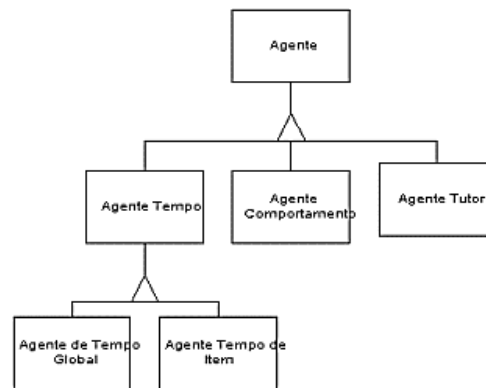 Agente
Agente Tempo
Agente
Comportamento
Agente Tutor
Agente de Tempo
Global
Agente Tempo de
Item